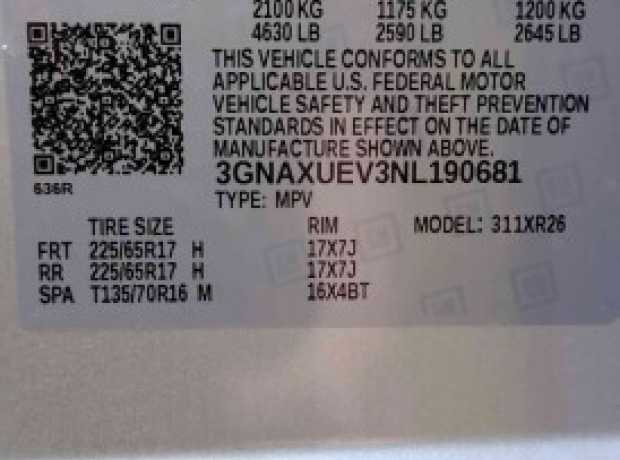 2100 KG 1175 KG 1200 KG
4630 LB 2590 LB 2645 LB
THIS VEHICLE CONFORMS TO ALL
APPLICABLE U.S. FEDERAL MOTOR
VEHICLE SAFETY AND THEFT PREVENTION
STANDARDS IN EFFECT ON THE DATE OF
MANUFACTURE SHOWN ABOVE.
3GNAXUEV3NL190681
636R
TYPE: MPV
TIRE SIZE RIM MODEL: 311XR26
FRT 225/65R17 H 17X7J
RR 225/65R17 H 17X7J
SPA T135/70R16 M 16X4BT